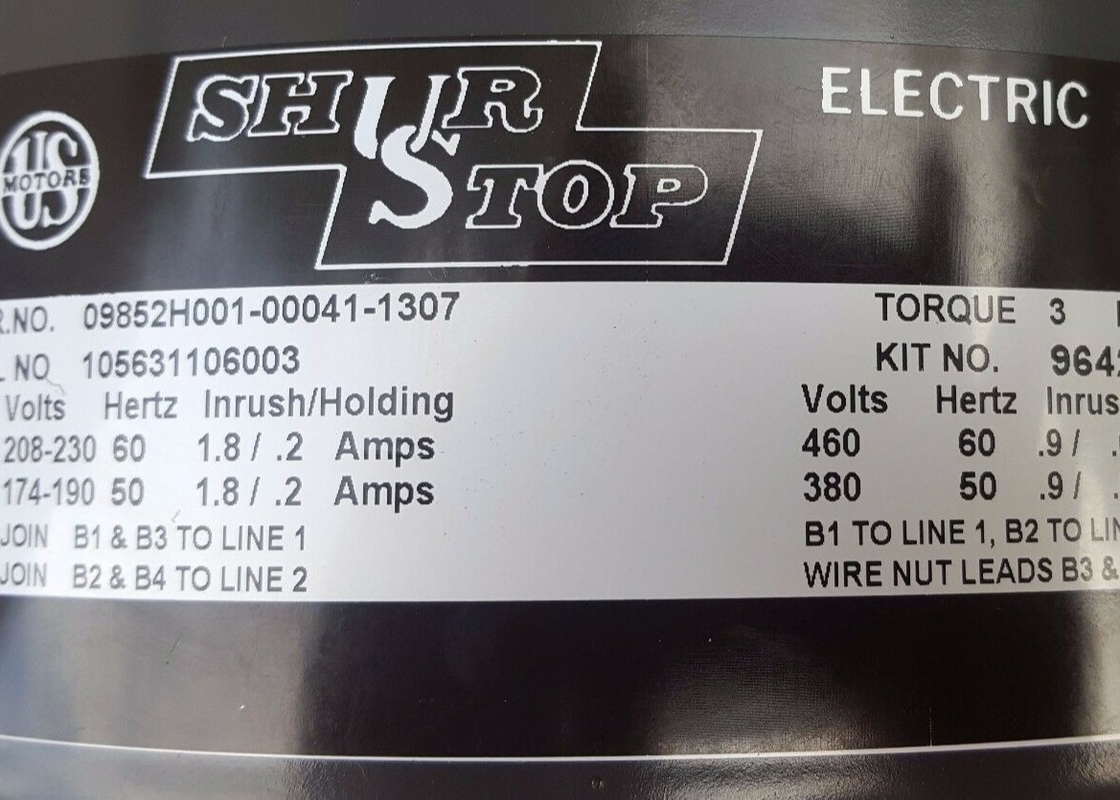 US
MOTORS
SHUR
STOP
ELECTRIC
R.NO. 09852H001-00041-1307
TORQUE 3
NO 105631106003
KIT NO. 964
Volts Hertz Inrush/Holding
Volts Hertz Inrus
208-230 60 1.8 / .2 Amps
460 60 .9 / .
174-190 50 1.8 / .2 Amps
380 50 .9 / .
JOIN B1 & B3 TO LINE 1
B1 TO LINE 1, B2 TO LIN
JOIN B2 & B4 TO LINE 2
WIRE NUT LEADS B3 &